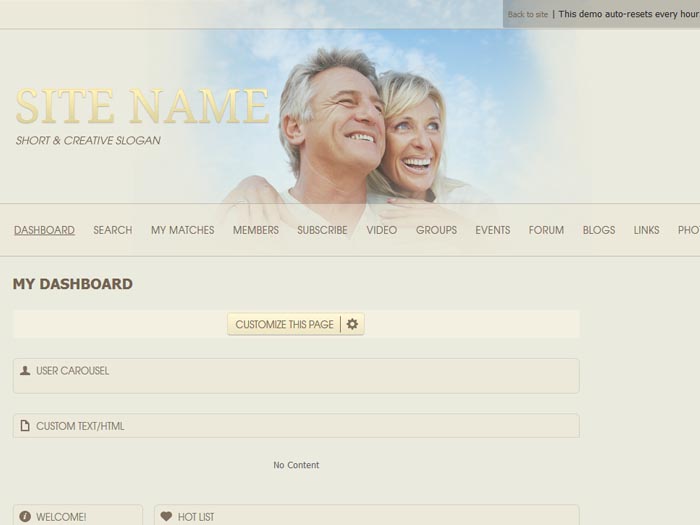 Back to site | This demo auto-resets every hour
SITE NAME
SHORT & CREATIVE SLOGAN
DASHBOARD SEARCH MY MATCHES MEMBERS SUBSCRIBE VIDEO GROUPS EVENTS FORUM BLOGS LINKS PHO
MY DASHBOARD
CUSTOMIZE THIS PAGE
USER CAROUSEL
CUSTOM TEXT/HTML
No Content
WELCOME! HOT LIST